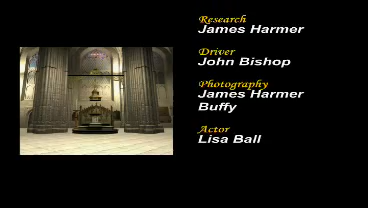 Research
James Harmer
Driver
John Bishop
Photography
James Harmer
Buffy
Actor
Lisa Ball